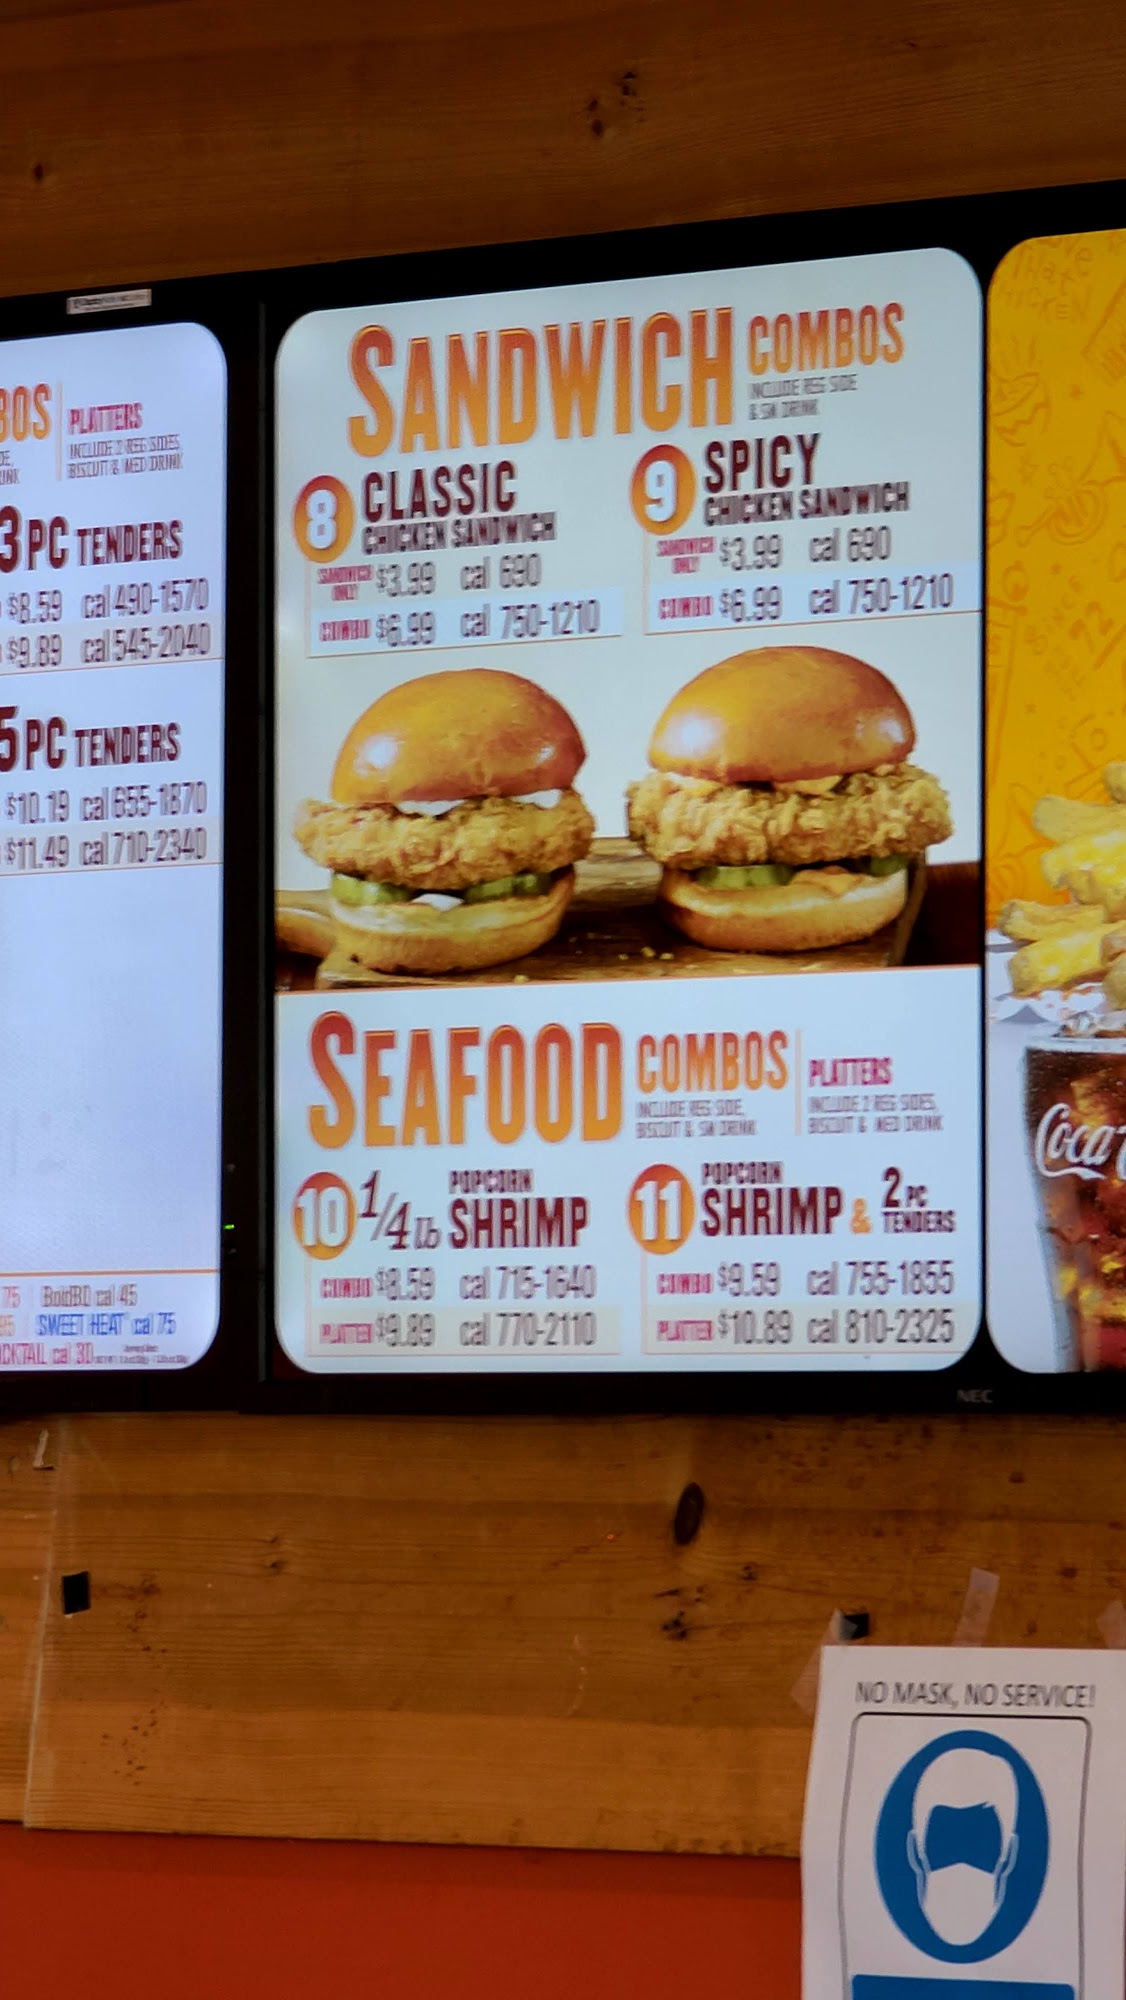 BOS
PLATTERS
INCLUDE 2 REG SIDES,
BISCUIT & MED DRINK
3 PC TENDERS
$8.59 cal 490-1570
$9.89 cal 545-2040
5 PC TENDERS
$10.19 cal 655-1870
$11.49 cal 710-2340
75 BoldBQ cal 45
SWEET HEAT cal 75
CKTAIL cal 30
SANDWICH COMBOS
INCLUDE REG SIDE
& SM DRINK
8 CLASSIC
CHICKEN SANDWICH
SANDWICH ONLY $3.99 cal 690
COMBO $6.99 cal 750-1210
9 SPICY
CHICKEN SANDWICH
SANDWICH ONLY $3.99 cal 690
COMBO $6.99 cal 750-1210
SEAFOOD COMBOS
INCLUDE REG SIDE,
BISCUIT & SM DRINK
PLATTERS
INCLUDE 2 REG SIDES,
BISCUIT & MED DRINK
10 1/4 lb POPCORN SHRIMP
COMBO $8.59 cal 715-1640
PLATTER $9.89 cal 770-2110
11 POPCORN SHRIMP & 2 PC TENDERS
COMBO $9.59 cal 755-1855
PLATTER $10.89 cal 810-2325
Coca
NEC
NO MASK, NO SERVICE!